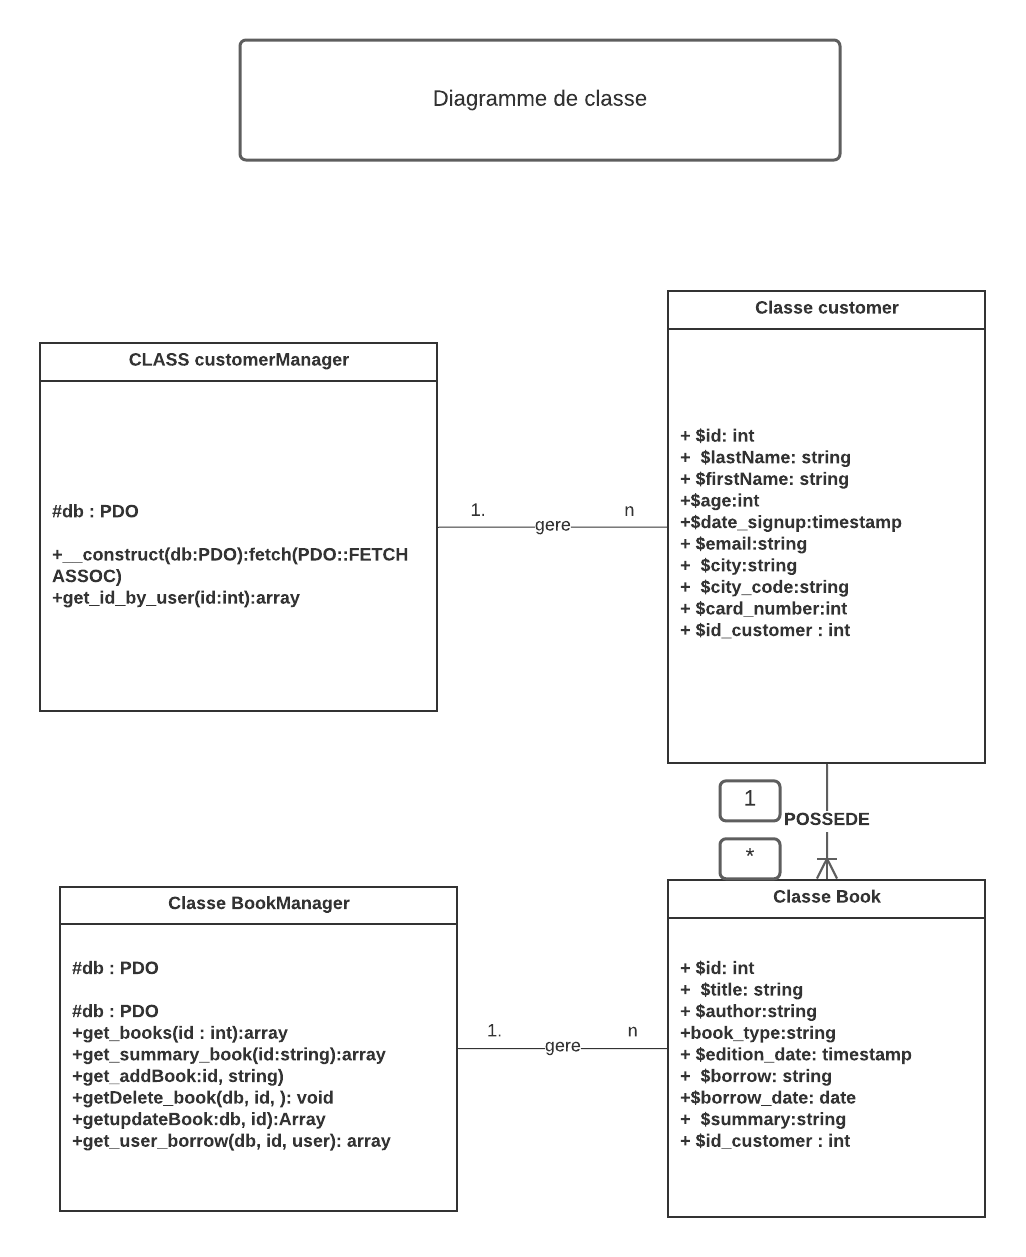 Diagramme de classe
Classe customer
+ $id: int
+  $lastName: string
+ $firstName: string
+$age:int
+$date_signup:timestamp
+ $email:string
+  $city:string
+  $city_code:string
+ $card_number:int
+ $id_customer : int
CLASS customerManager
#db : PDO
+__construct(db:PDO):fetch(PDO::FETCH
ASSOC)
+get_id_by_user(id:int):array
1.
gere
n
1
POSSEDE
*
Classe BookManager
#db : PDO
#db : PDO
+get_books(id : int):array
+get_summary_book(id:string):array
+get_addBook:id, string)
+getDelete_book(db, id, ): void
+getupdateBook:db, id):Array
+get_user_borrow(db, id, user): array
1.
gere
n
Classe Book
+ $id: int
+  $title: string
+ $author:string
+book_type:string
+ $edition_date: timestamp
+  $borrow: string
+$borrow_date: date
+  $summary:string
+ $id_customer : int